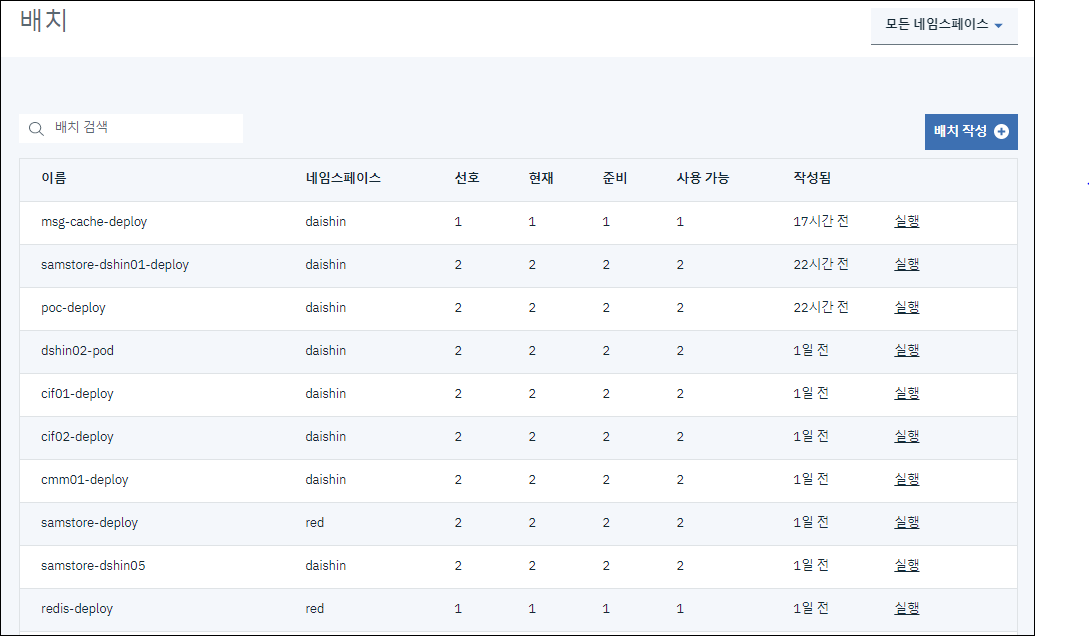 배치
모든 네임스페이스
배치 검색
배치 작성
이름 네임스페이스 선호 현재 준비 사용 가능 작성됨
msg-cache-deploy daishin 1 1 1 1 17시간 전 실행
samstore-dshin01-deploy daishin 2 2 2 2 22시간 전 실행
poc-deploy daishin 2 2 2 2 22시간 전 실행
dshin02-pod daishin 2 2 2 2 1일 전 실행
cif01-deploy daishin 2 2 2 2 1일 전 실행
cif02-deploy daishin 2 2 2 2 1일 전 실행
cmm01-deploy daishin 2 2 2 2 1일 전 실행
samstore-deploy red 2 2 2 2 1일 전 실행
samstore-dshin05 daishin 2 2 2 2 1일 전 실행
redis-deploy red 1 1 1 1 1일 전 실행